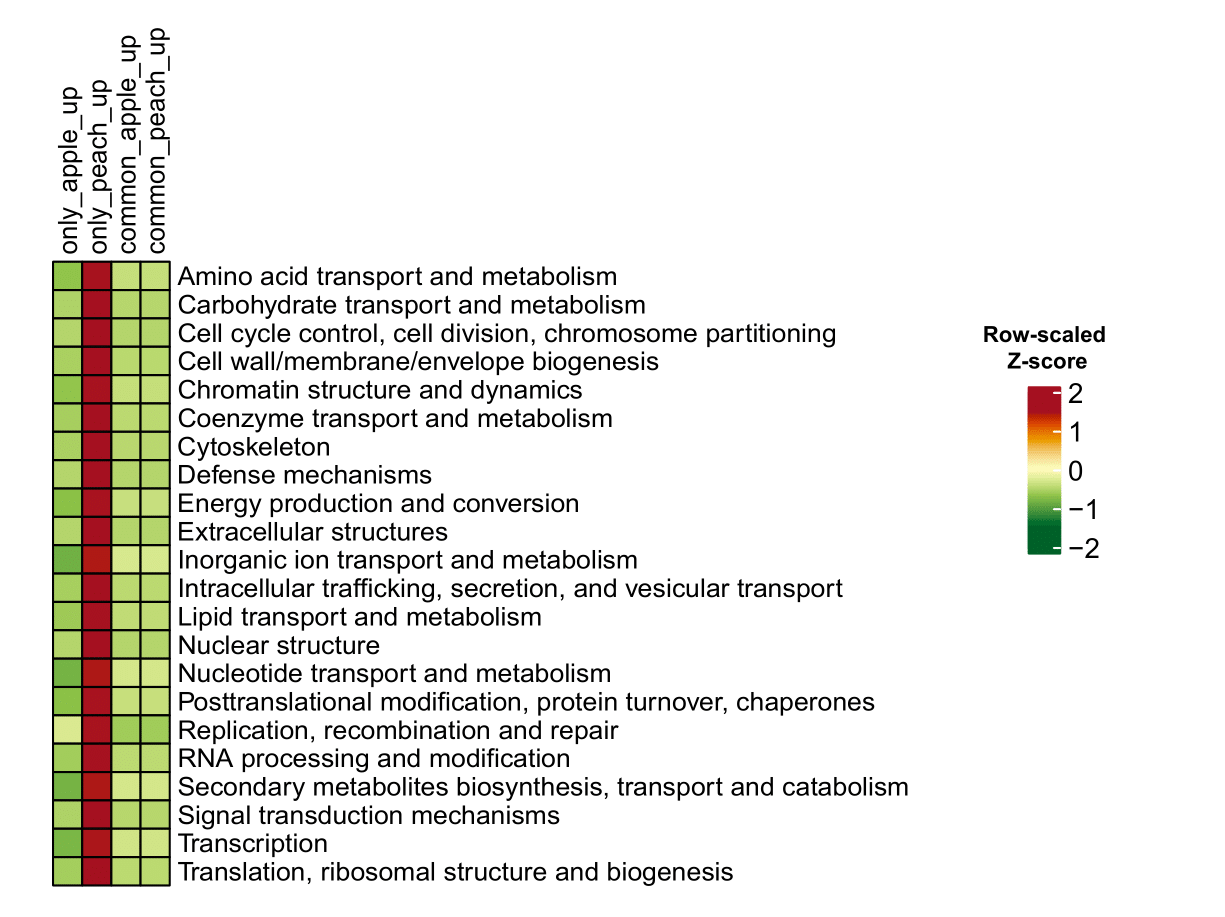 only_apple_up
only_peach_up
common_apple_up
common_peach_up
Amino acid transport and metabolism
Carbohydrate transport and metabolism
Cell cycle control, cell division, chromosome partitioning
Cell wall/membrane/envelope biogenesis
Chromatin structure and dynamics
Coenzyme transport and metabolism
Cytoskeleton
Defense mechanisms
Energy production and conversion
Extracellular structures
Inorganic ion transport and metabolism
Intracellular trafficking, secretion, and vesicular transport
Lipid transport and metabolism
Nuclear structure
Nucleotide transport and metabolism
Posttranslational modification, protein turnover, chaperones
Replication, recombination and repair
RNA processing and modification
Secondary metabolites biosynthesis, transport and catabolism
Signal transduction mechanisms
Transcription
Translation, ribosomal structure and biogenesis
Row-scaled
Z-score
2
1
0
−1
−2